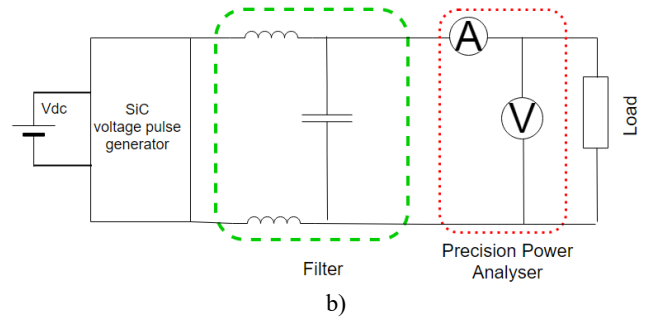 A
Vdc
SiC
voltage pulse
generator
V
Load
Filter
Precision Power
Analyser
b)